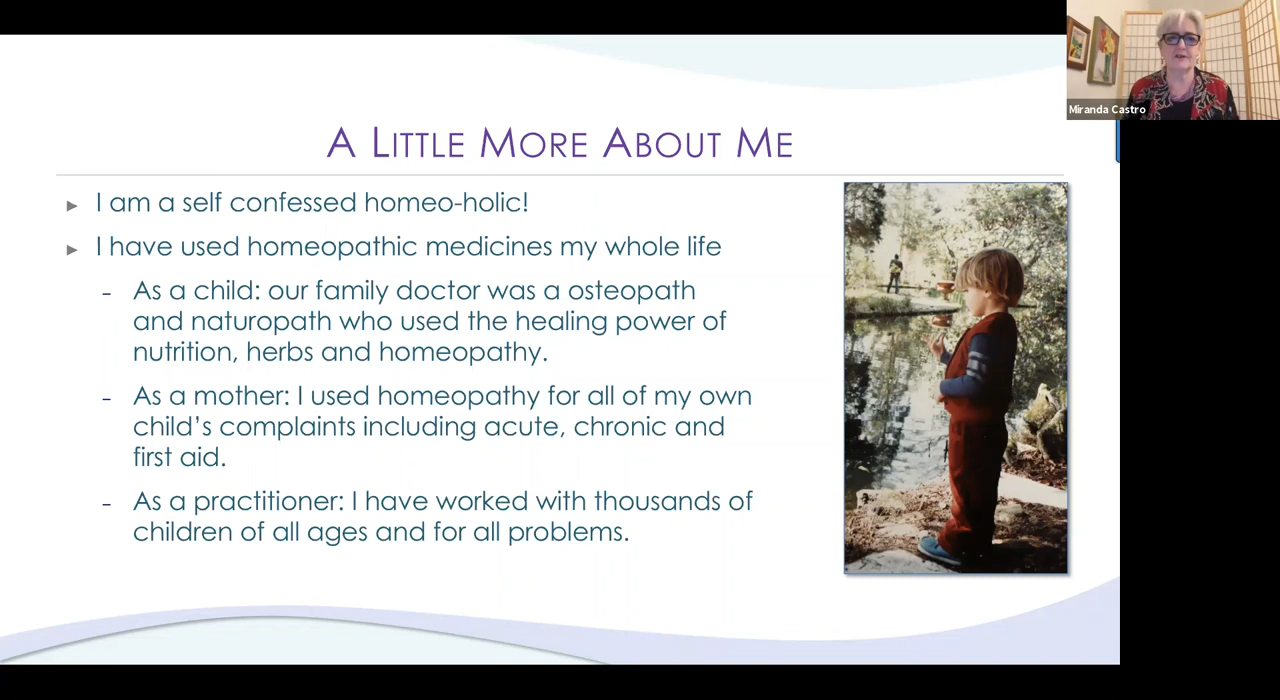 Miranda Castro
A LITTLE MORE ABOUT ME
I am a self confessed homeo-holic!
I have used homeopathic medicines my whole life
– As a child: our family doctor was a osteopath
and naturopath who used the healing power of
nutrition, herbs and homeopathy.
– As a mother: I used homeopathy for all of my own
child’s complaints including acute, chronic and
first aid.
– As a practitioner: I have worked with thousands of
children of all ages and for all problems.